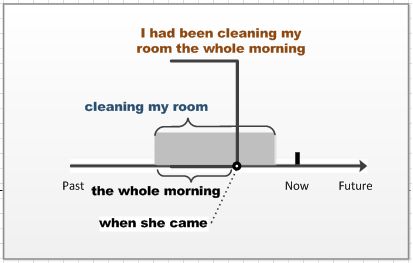 I had been cleaning my
room the whole morning
cleaning my room
Past
the whole morning
Now
Future
when she came